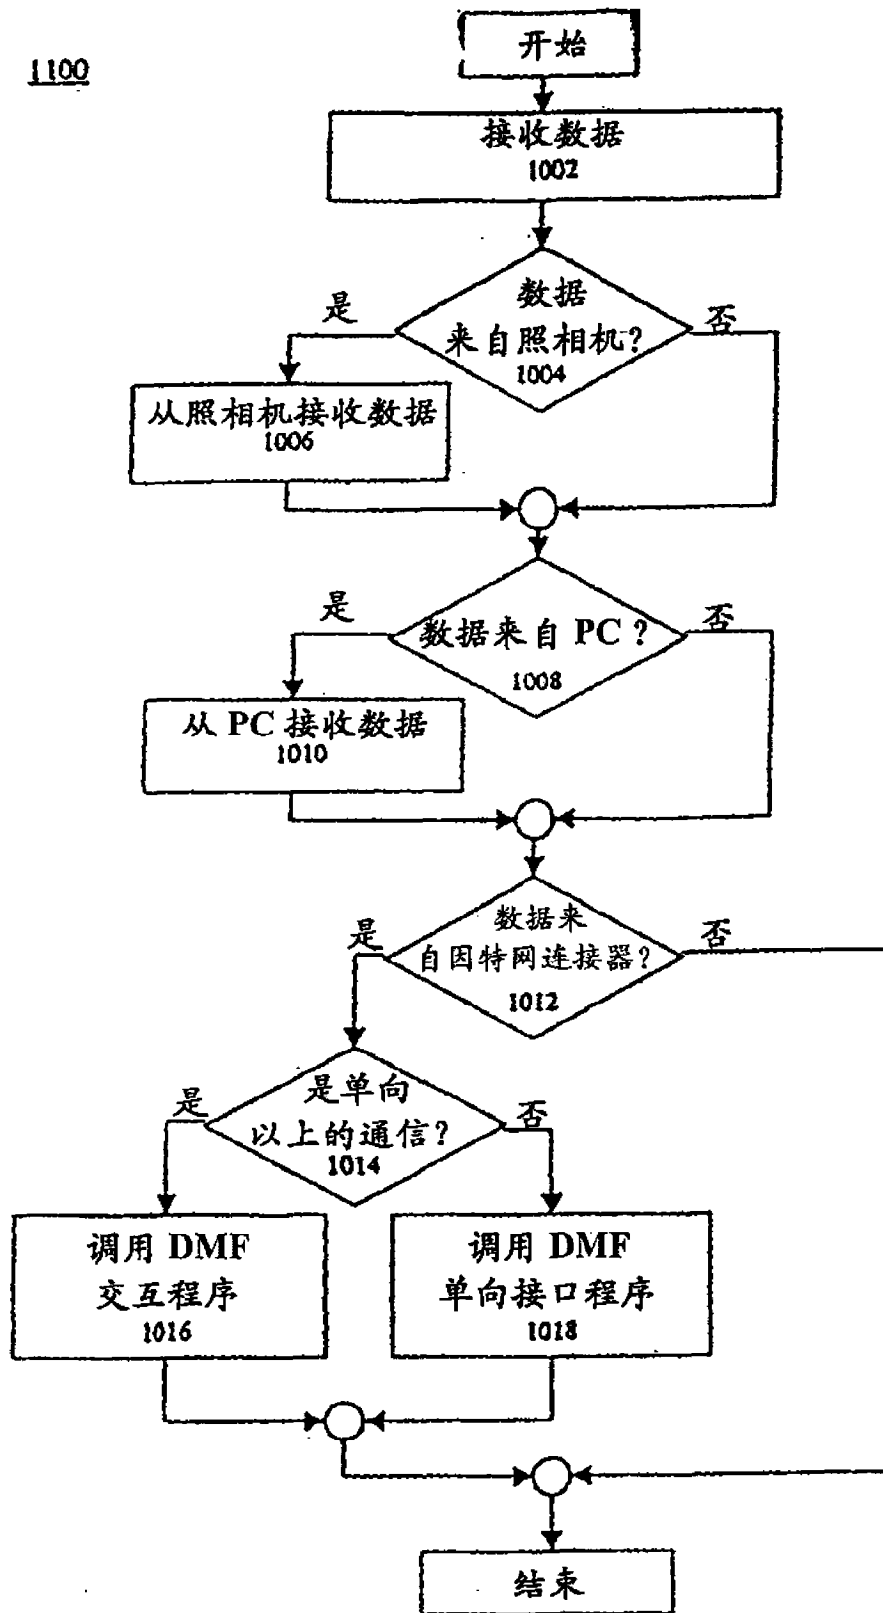 1100
开始
接收数据
1002
数据
来自照相机?
1004
是
否
从照相机接收数据
1006
数据来自 PC ?
1008
是
否
从 PC 接收数据
1010
数据来
自因特网连接器?
1012
是
否
是单向
以上的通信?
1014
是
否
调用 DMF
交互程序
1016
调用 DMF
单向接口程序
1018
结束